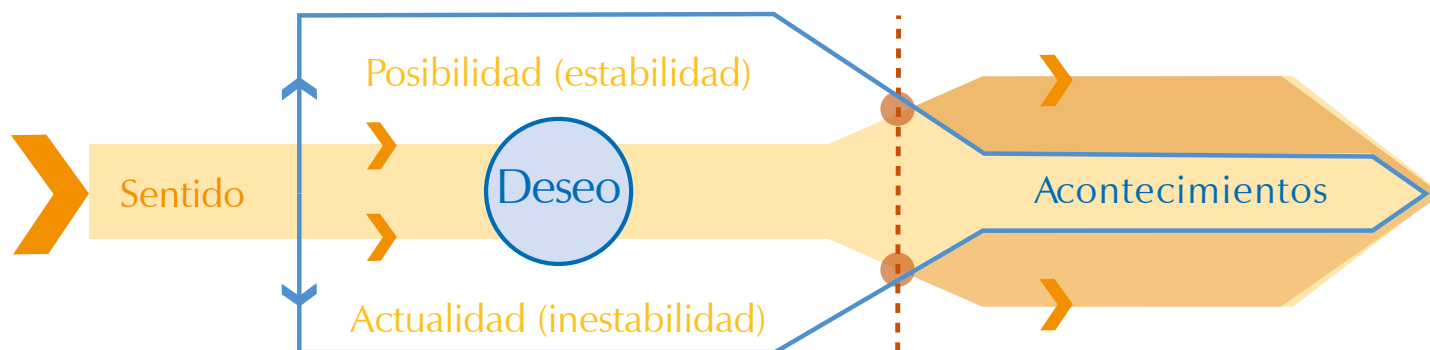 Posibilidad (estabilidad)
Sentido
Deseo
Acontecimientos
Actualidad (inestabilidad)